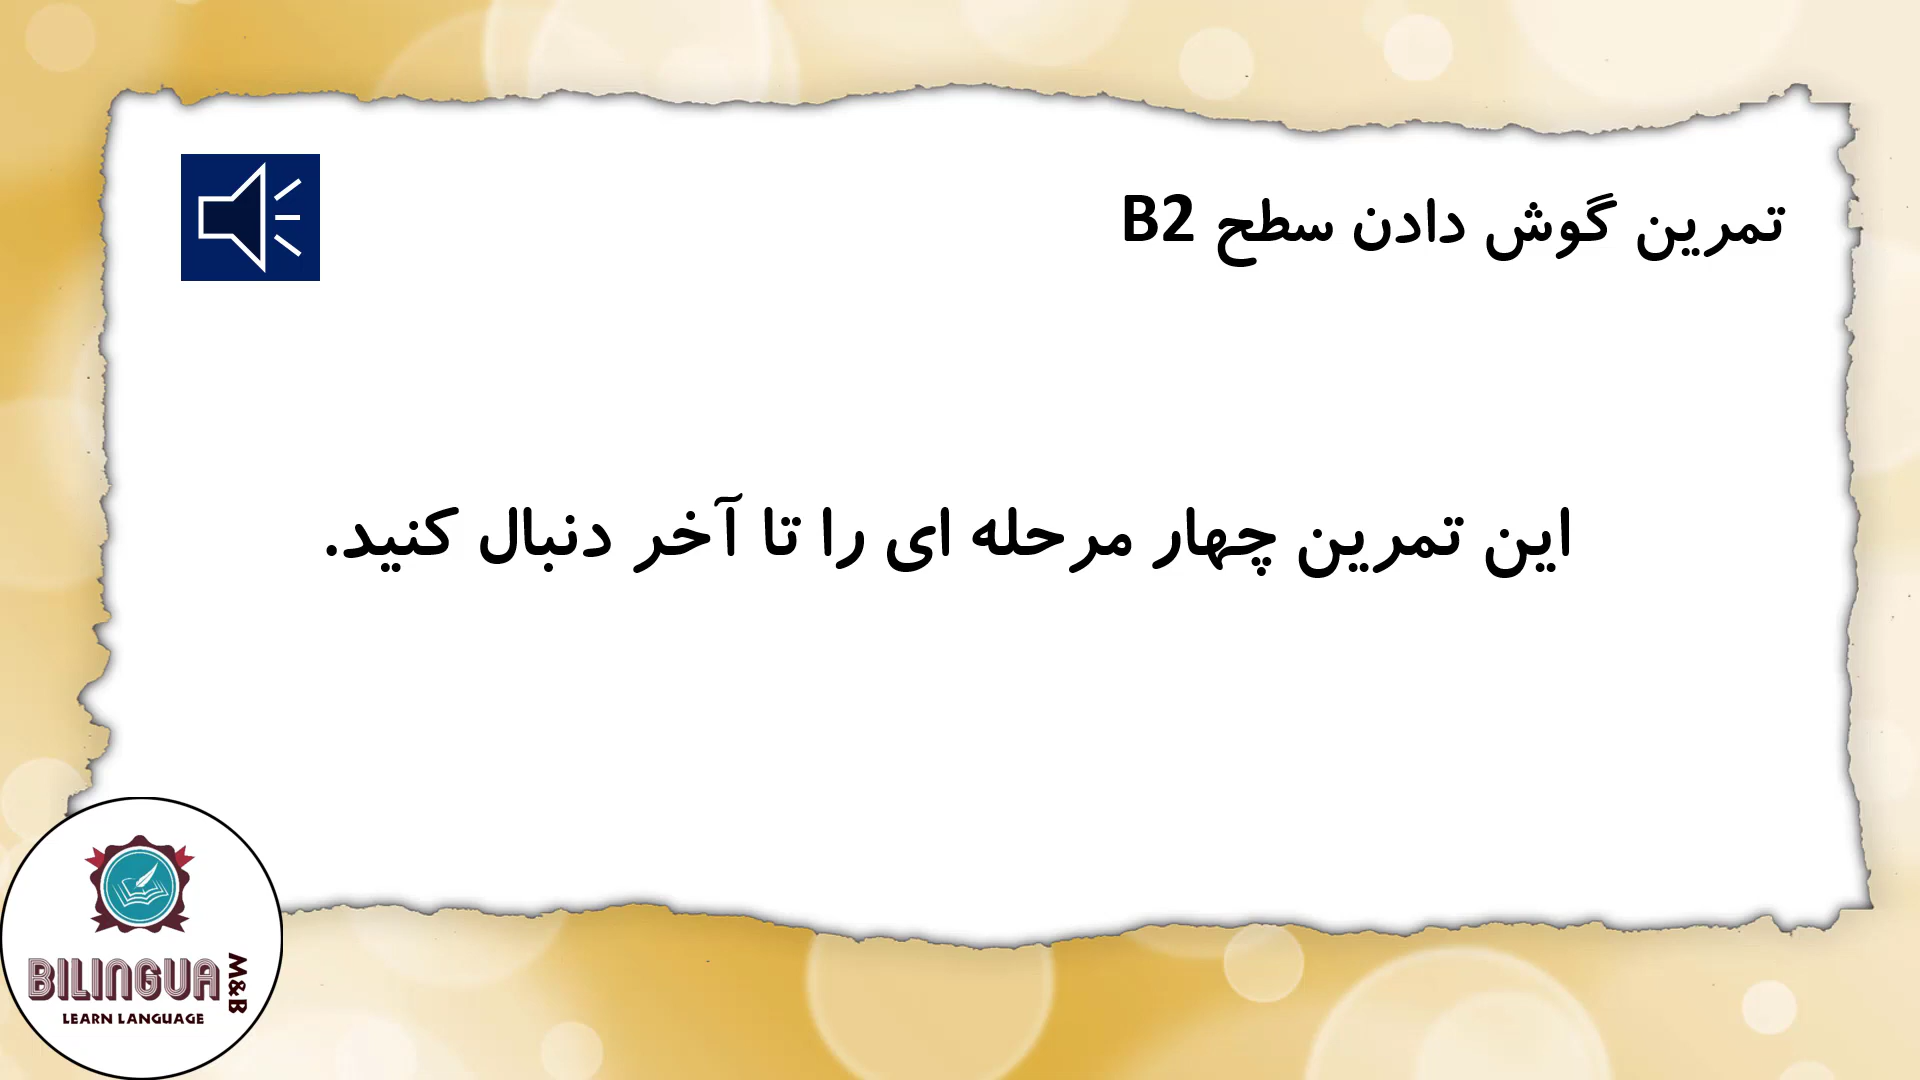 تمرین گوش دادن سطح B2
این تمرین چهار مرحله ای را تا آخر دنبال کنید.
BILINGUA
M&B
LEARN LANGUAGE